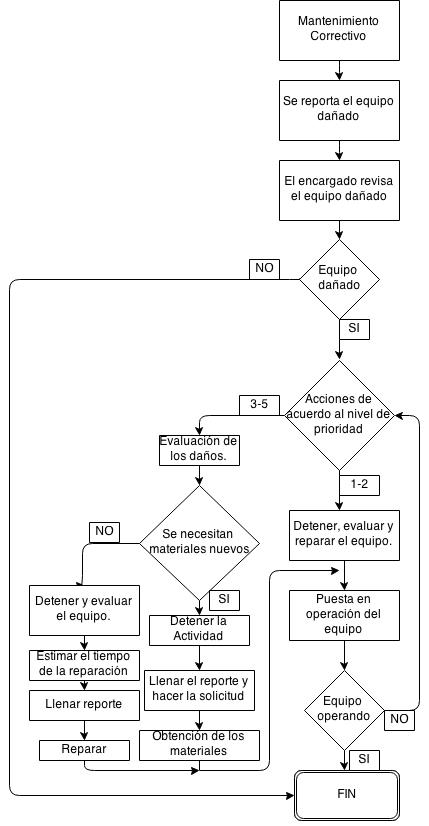 Mantenimiento
Correctivo
Se reporta el equipo
dañado
El encargado revisa
el equipo dañado
NO
Equipo
dañado
SI
3-5
Acciones de
acuerdo al nivel de
prioridad
Evaluación de
los daños.
1-2
NO
Se necesitan
materiales nuevos
Detener, evaluar y
reparar el equipo.
SI
Detener y evaluar
el equipo.
Detener la
Actividad
Puesta en
operación del
equipo
Estimar el tiempo
de la reparación
Llenar el reporte y
hacer la solicitud
Llenar reporte
Equipo
operando
NO
Reparar
Obtención de los
materiales
SI
FIN